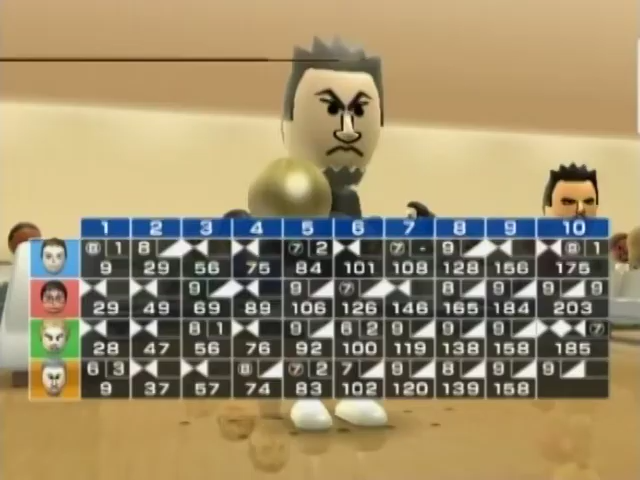 1 2 3 4 5 6 7 8 9 10
⑧ 1 8 ⑦ 2 ⑦ - 9 ⑧ 1
9 29 56 75 84 101 108 128 156 175
9 9 ⑦ 8 9 9 9
29 49 69 89 106 126 146 165 184 203
8 1 9 6 2 9 9 9 ⑦
28 47 56 76 92 100 119 138 158 185
6 3 ⑧ ⑦ 2 7 9 8 9 9
9 37 57 74 83 102 120 139 158